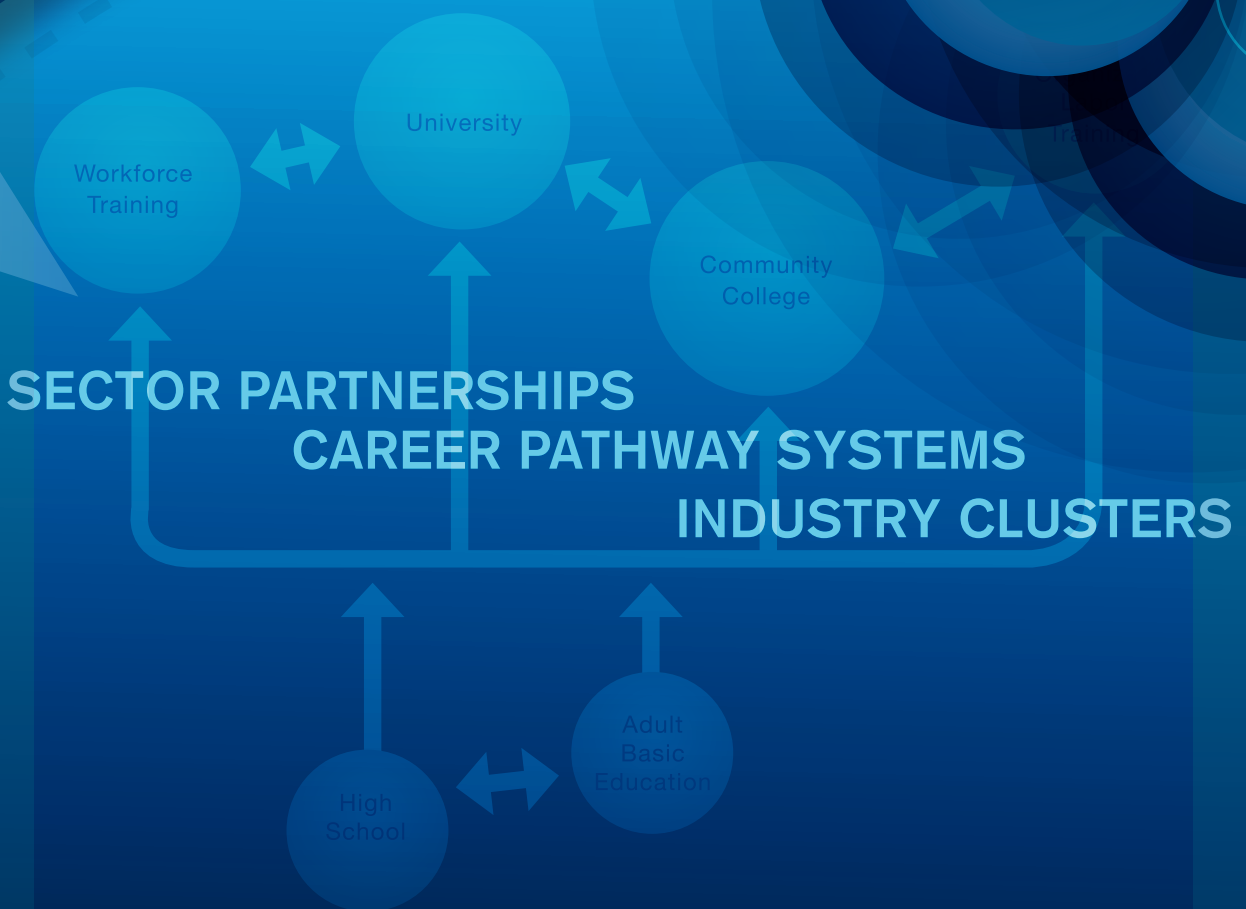 University
Workforce
Training
Community
College
SECTOR PARTNERSHIPS
CAREER PATHWAY SYSTEMS
INDUSTRY CLUSTERS
Adult
Basic
Education
High
School